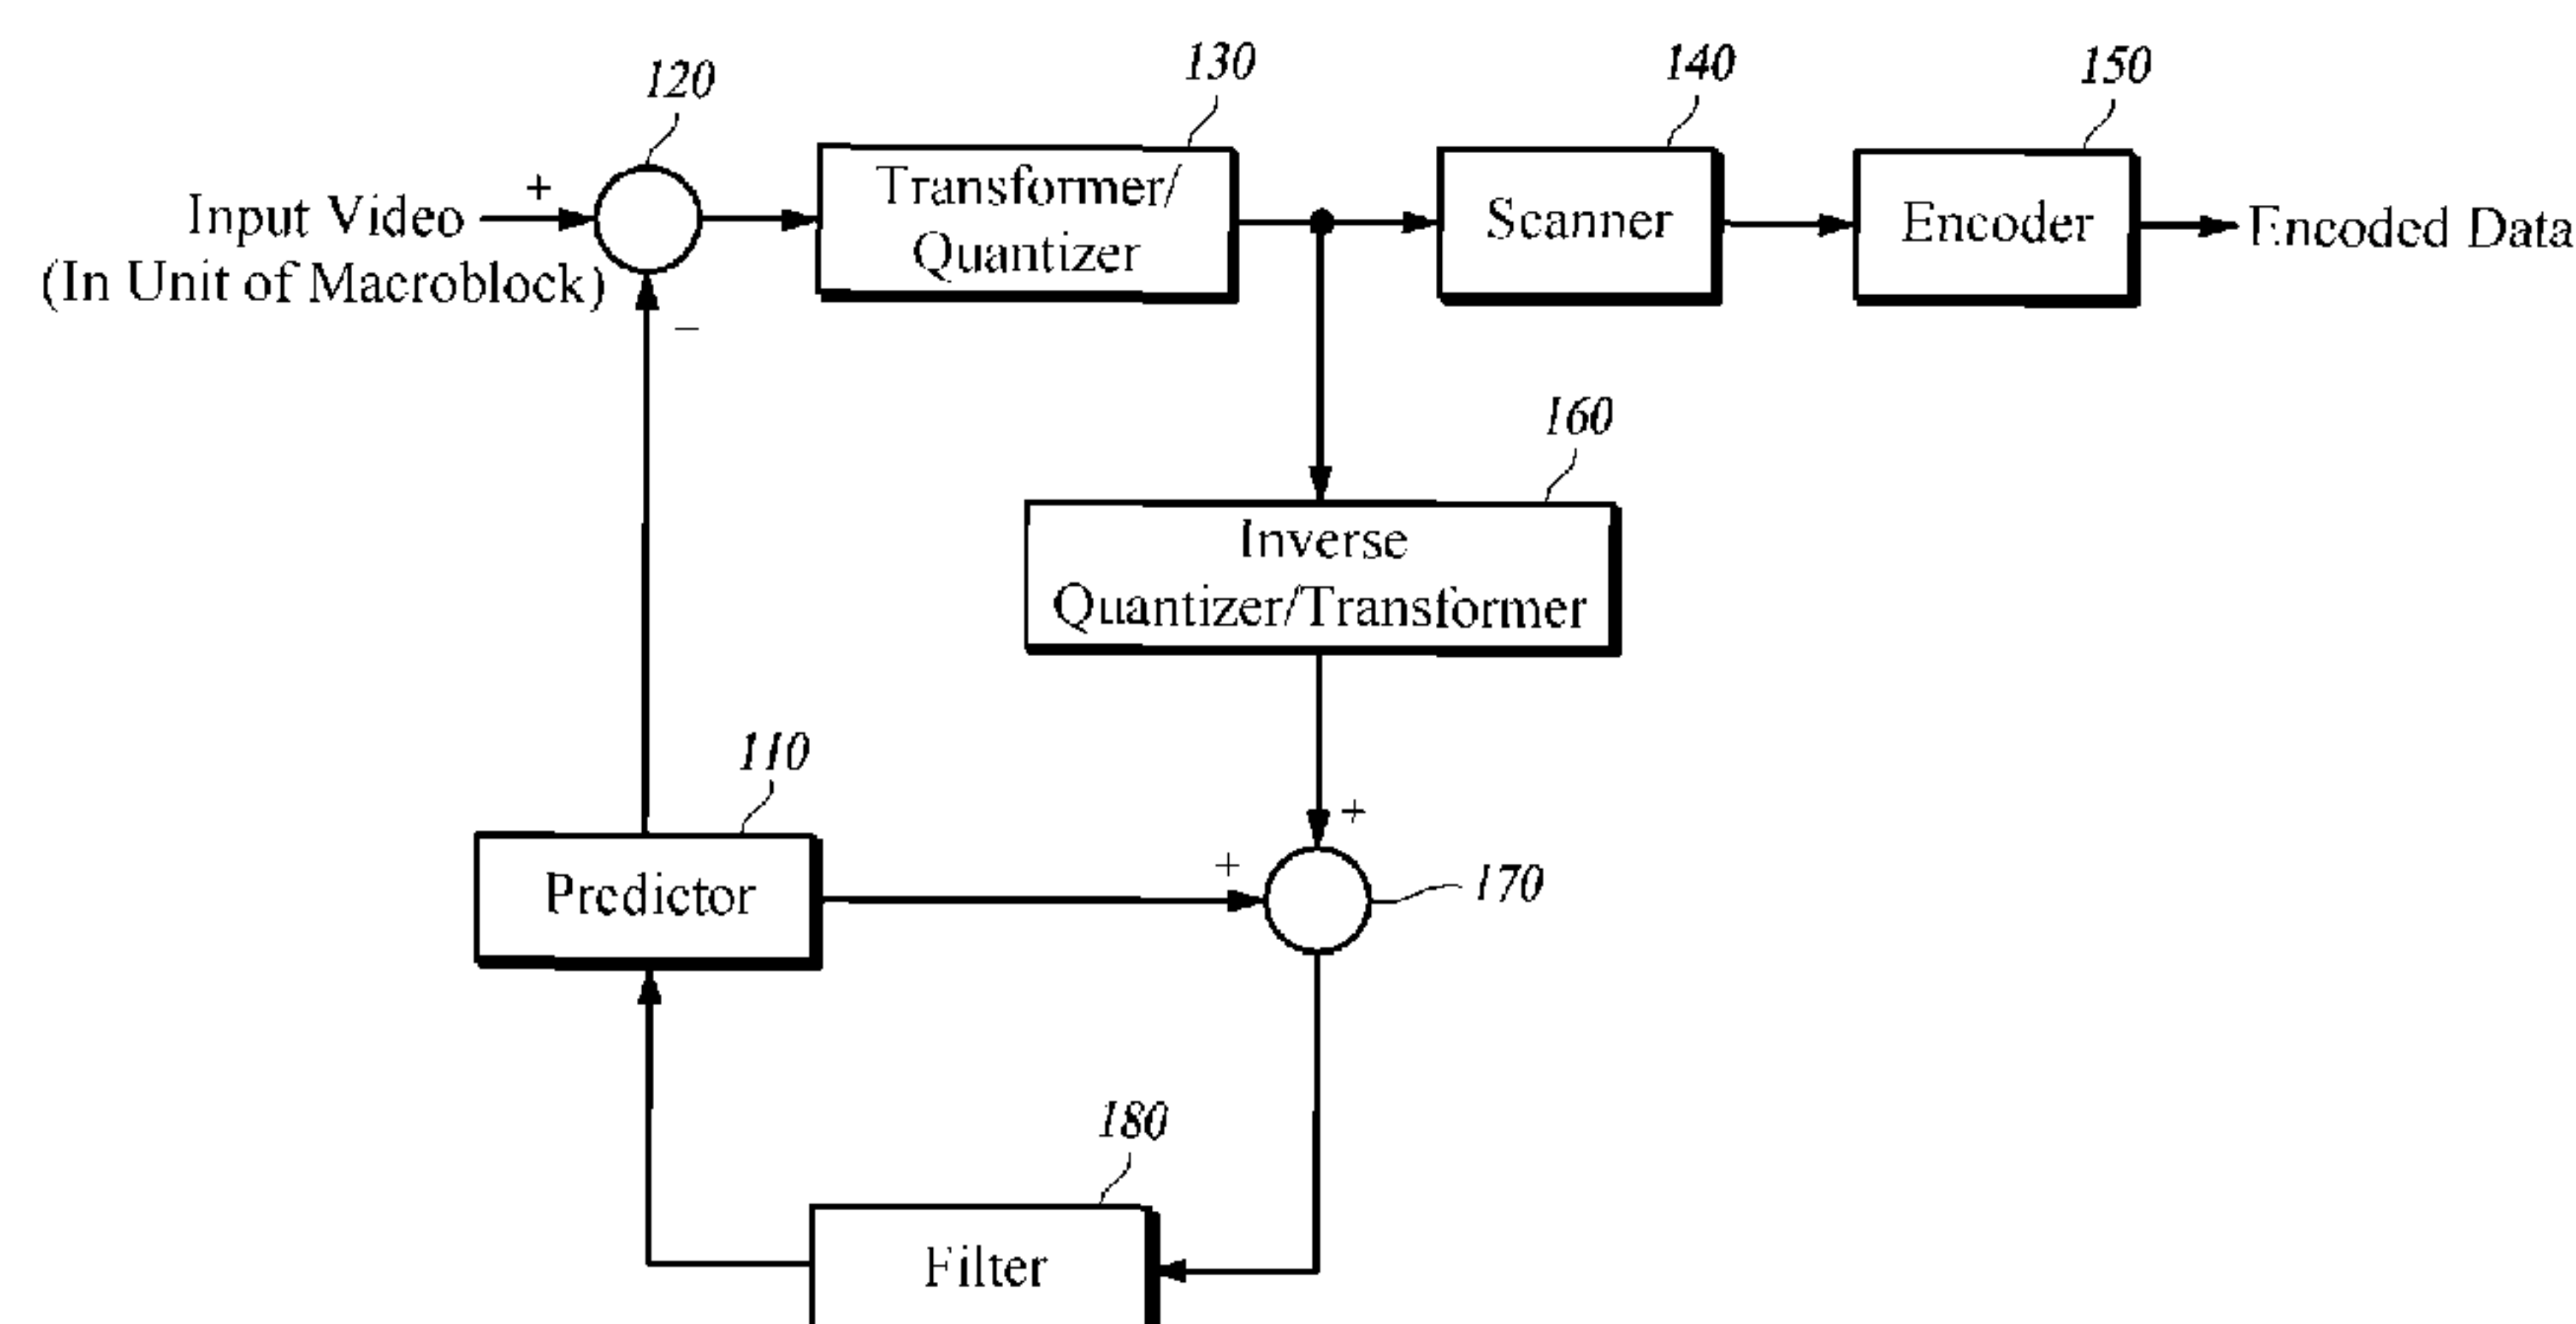 120
130
140
150
+
Input Video
(In Unit of Macroblock)
−
Transformer/
Quantizer
Scanner
Encoder
Encoded Data
160
Inverse
Quantizer/Transformer
110
+
Predictor
+
170
180
Filter